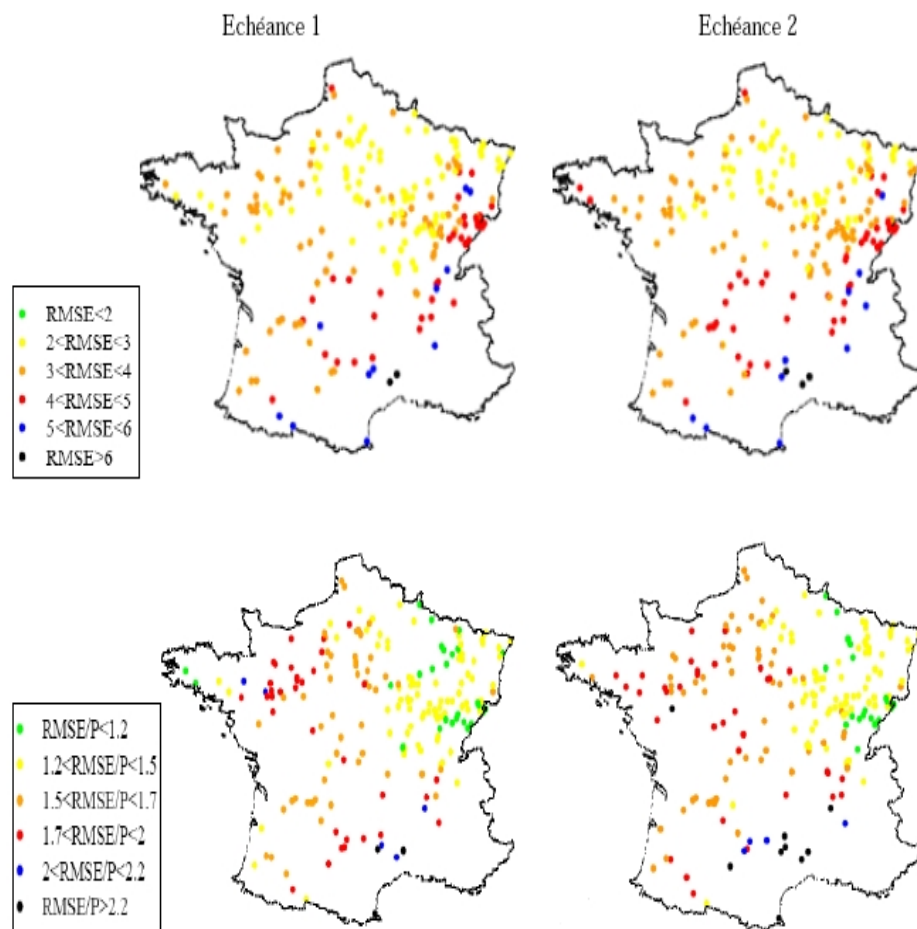 Echéance 1
Echéance 2
RMSE<2
2<RMSE<3
3<RMSE<4
4<RMSE<5
5<RMSE<6
RMSE>6
RMSE/P<1.2
1.2<RMSE/P<1.5
1.5<RMSE/P<1.7
1.7<RMSE/P<2
2<RMSE/P<2.2
RMSE/P>2.2